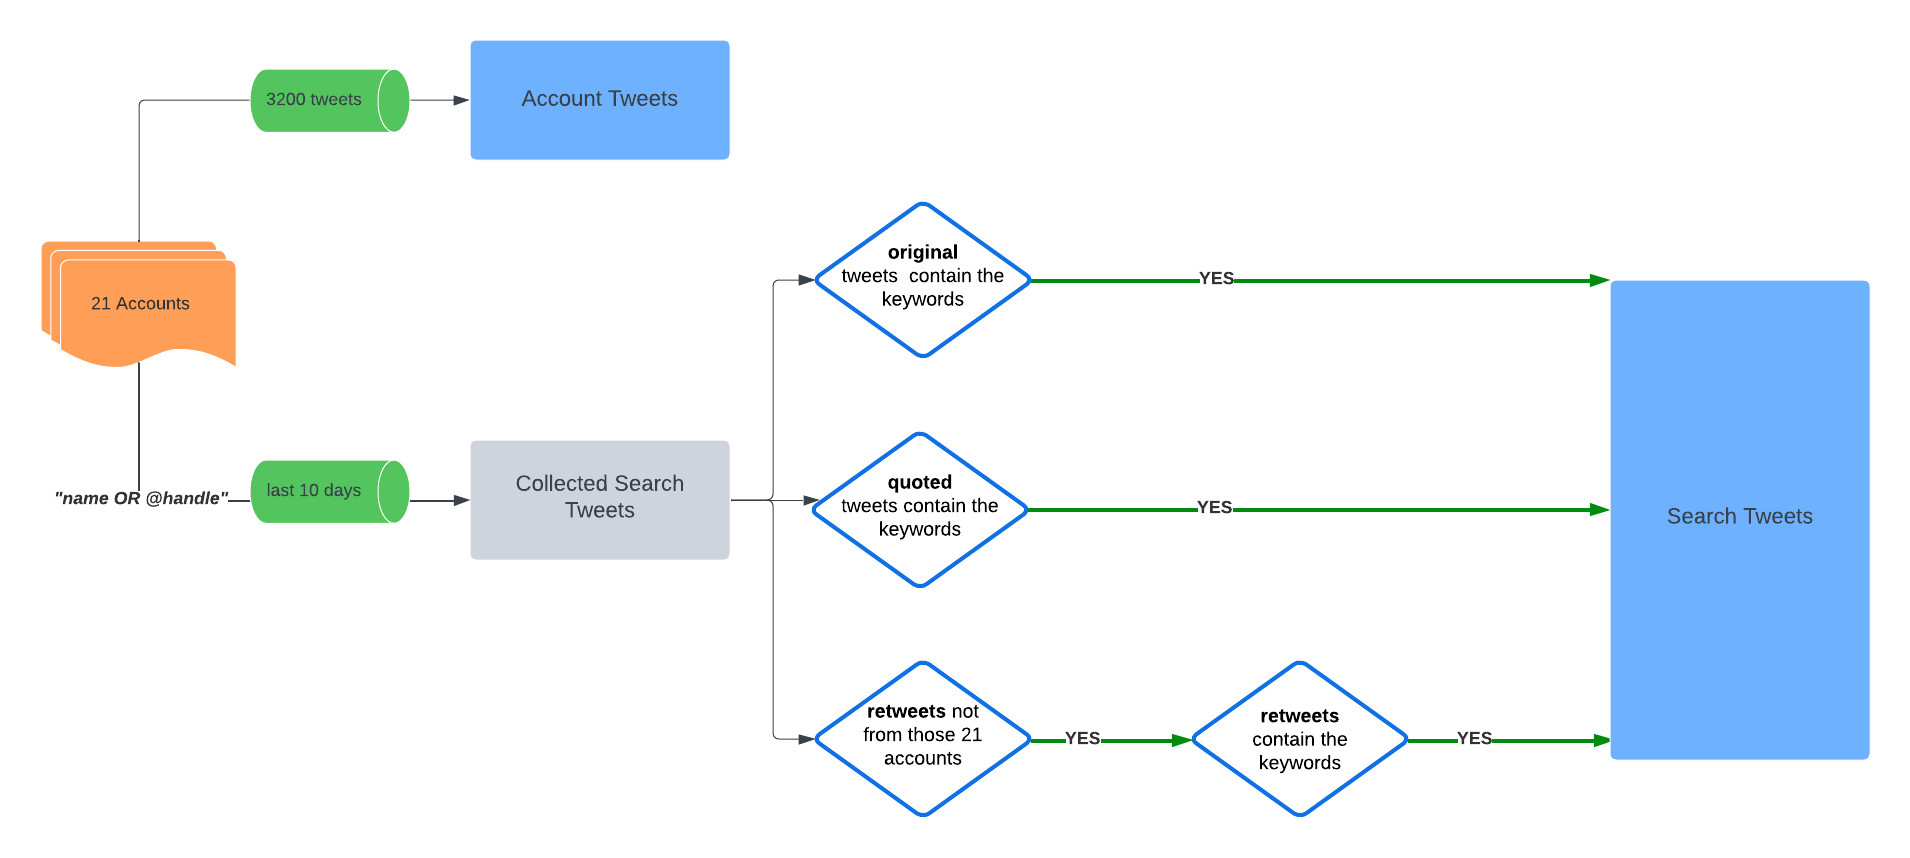 3200 tweets
Account Tweets
original
tweets contain the
keywords
YES
21 Accounts
"name OR @handle"
last 10 days
Collected Search
Tweets
quoted
tweets contain the
keywords
YES
Search Tweets
retweets not
from those 21
accounts
YES
retweets
contain the
keywords
YES